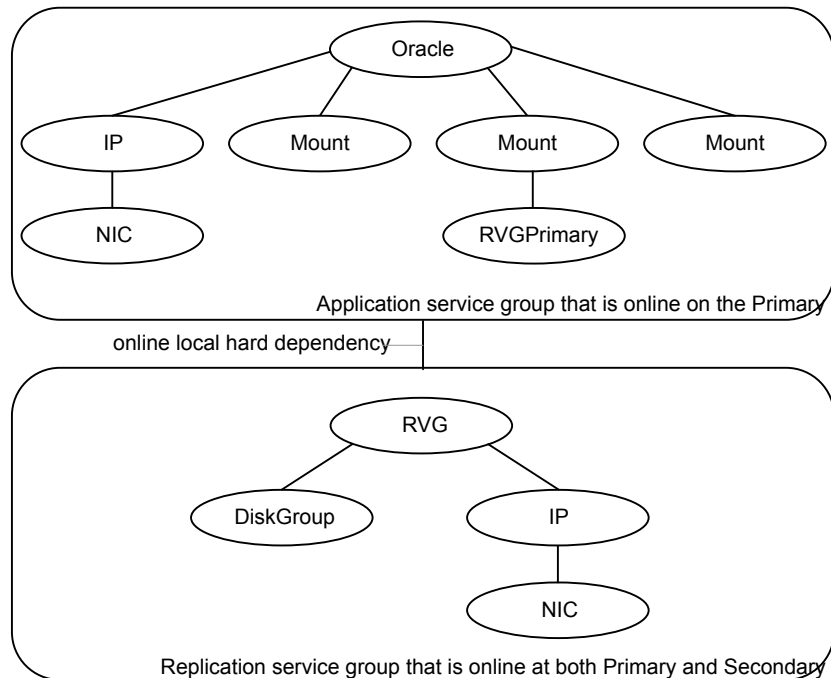 Oracle
IP
Mount
Mount
Mount
NIC
RVGPrimary
Application service group that is online on the Primary
online local hard dependency
RVG
DiskGroup
IP
NIC
Replication service group that is online at both Primary and Secondary